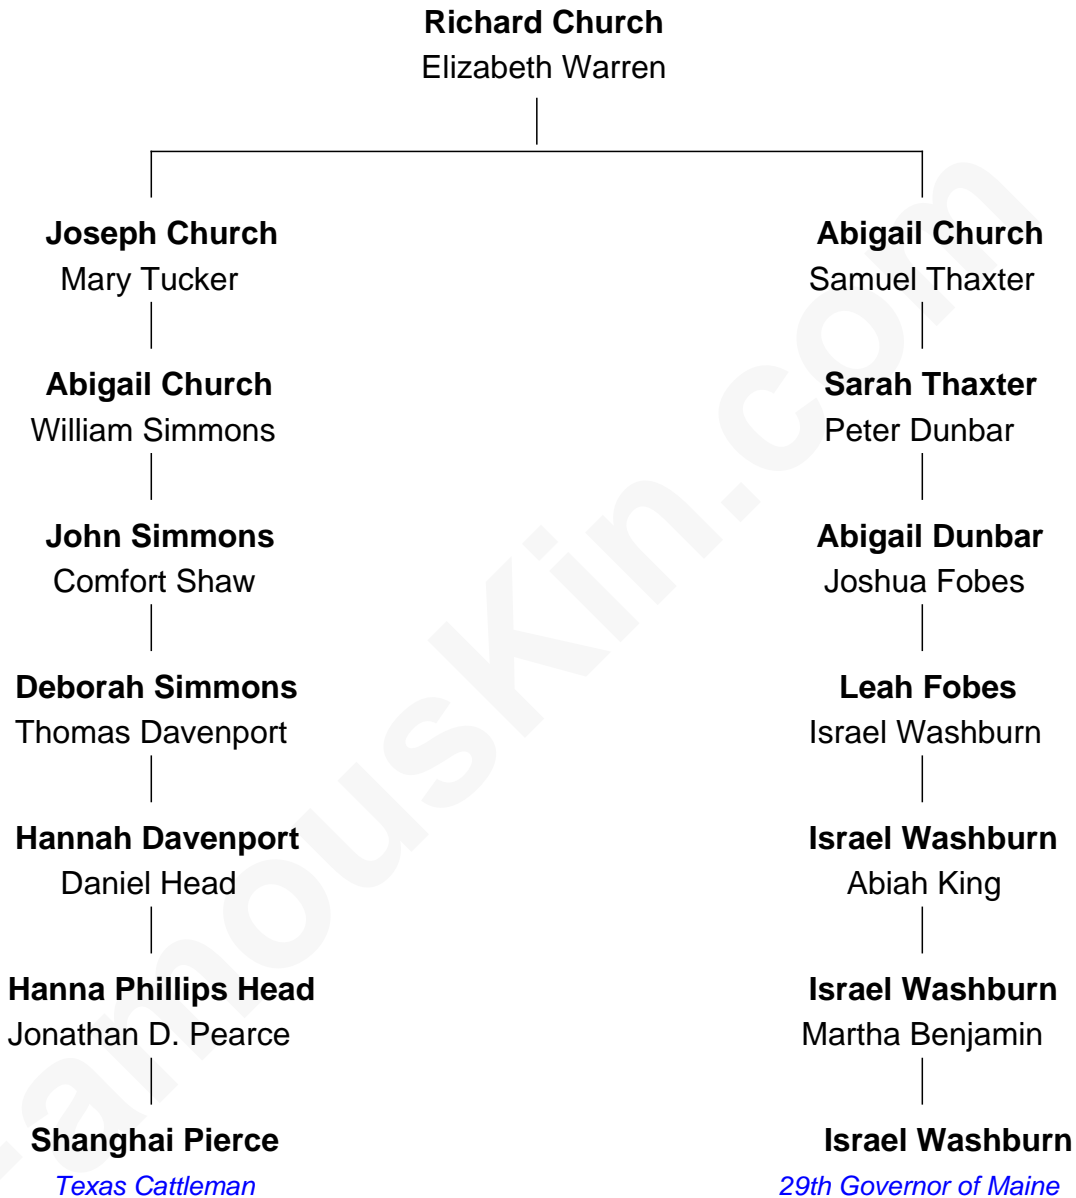 Richard Church
Elizabeth Warren
Joseph Church
Mary Tucker
Abigail Church
Samuel Thaxter
Abigail Church
William Simmons
Sarah Thaxter
Peter Dunbar
John Simmons
Comfort Shaw
Abigail Dunbar
Joshua Fobes
Deborah Simmons
Thomas Davenport
Leah Fobes
Israel Washburn
Hannah Davenport
Daniel Head
Israel Washburn
Abiah King
Hanna Phillips Head
Jonathan D. Pearce
Israel Washburn
Martha Benjamin
Shanghai Pierce
Texas Cattleman
Israel Washburn
29th Governor of Maine
FamousKin.com